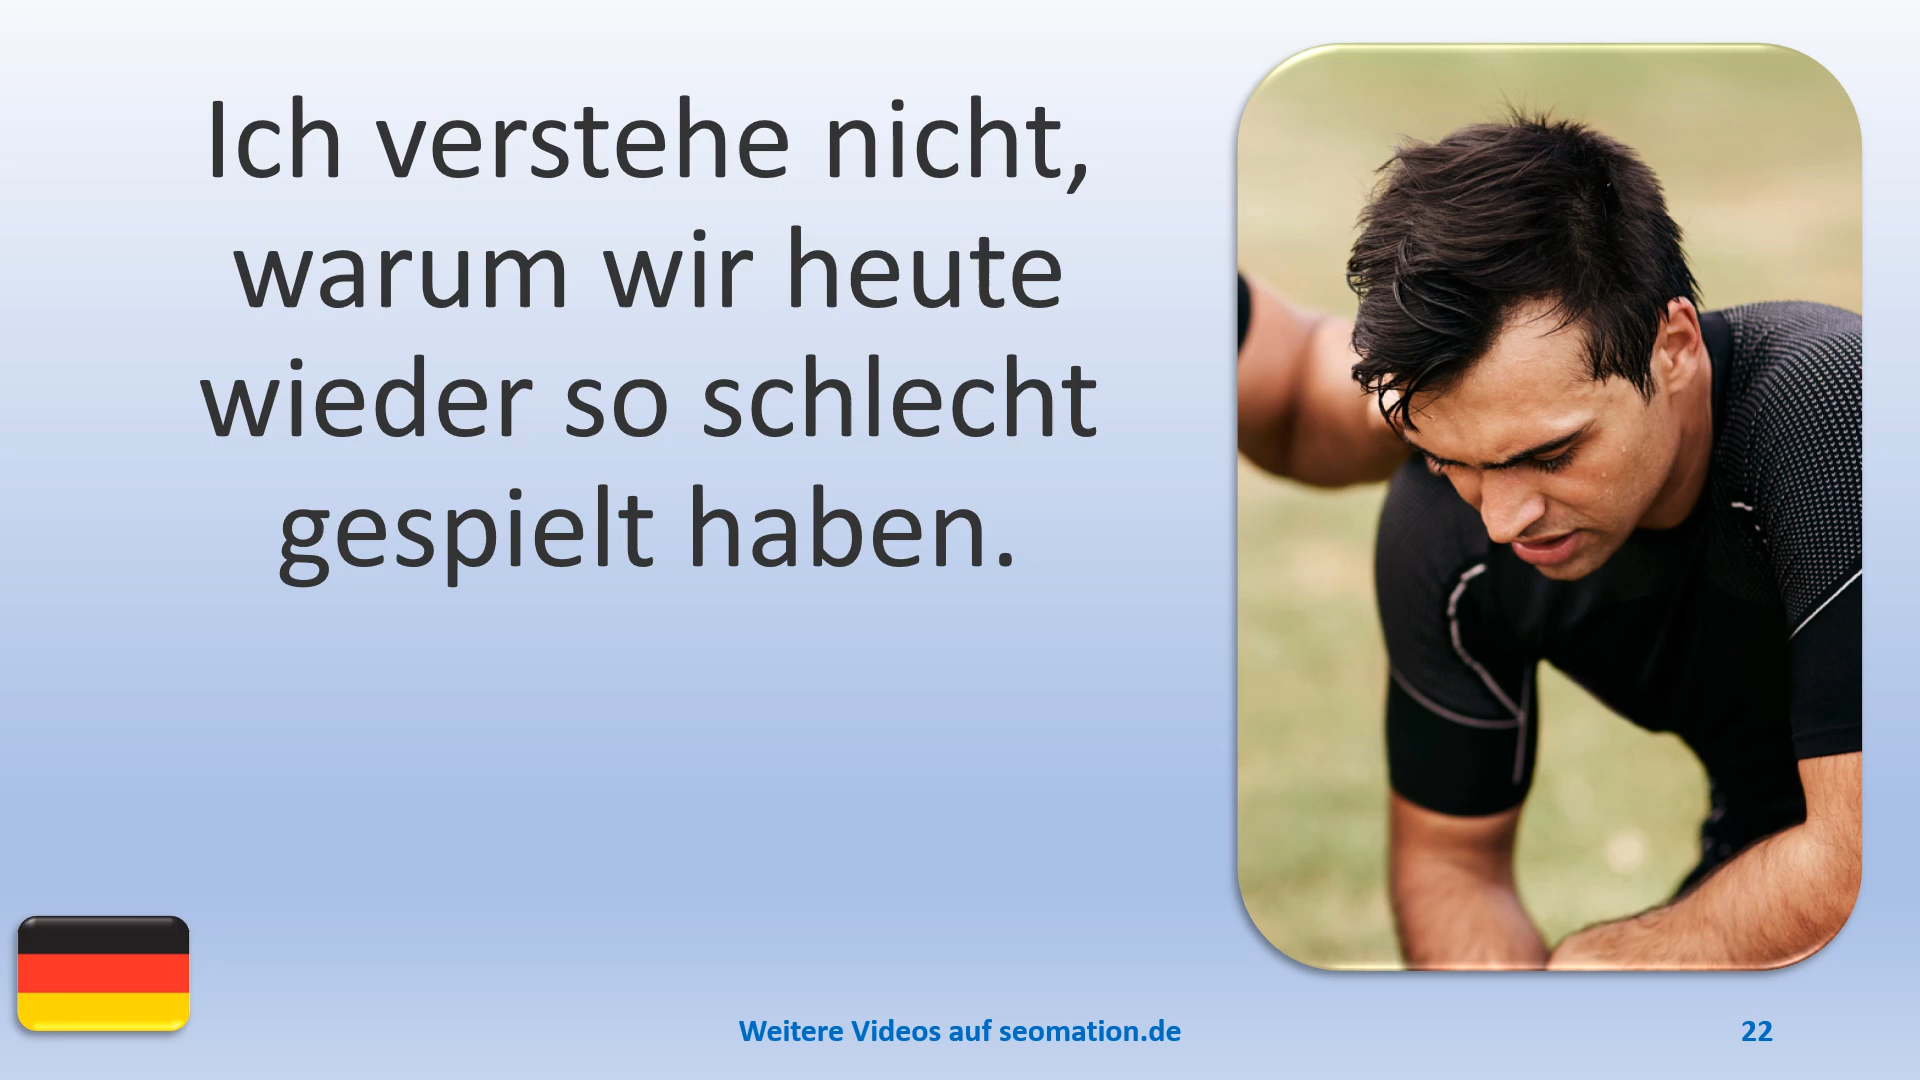 Ich verstehe nicht,
warum wir heute
wieder so schlecht
gespielt haben.
Weitere Videos auf seomation.de
22